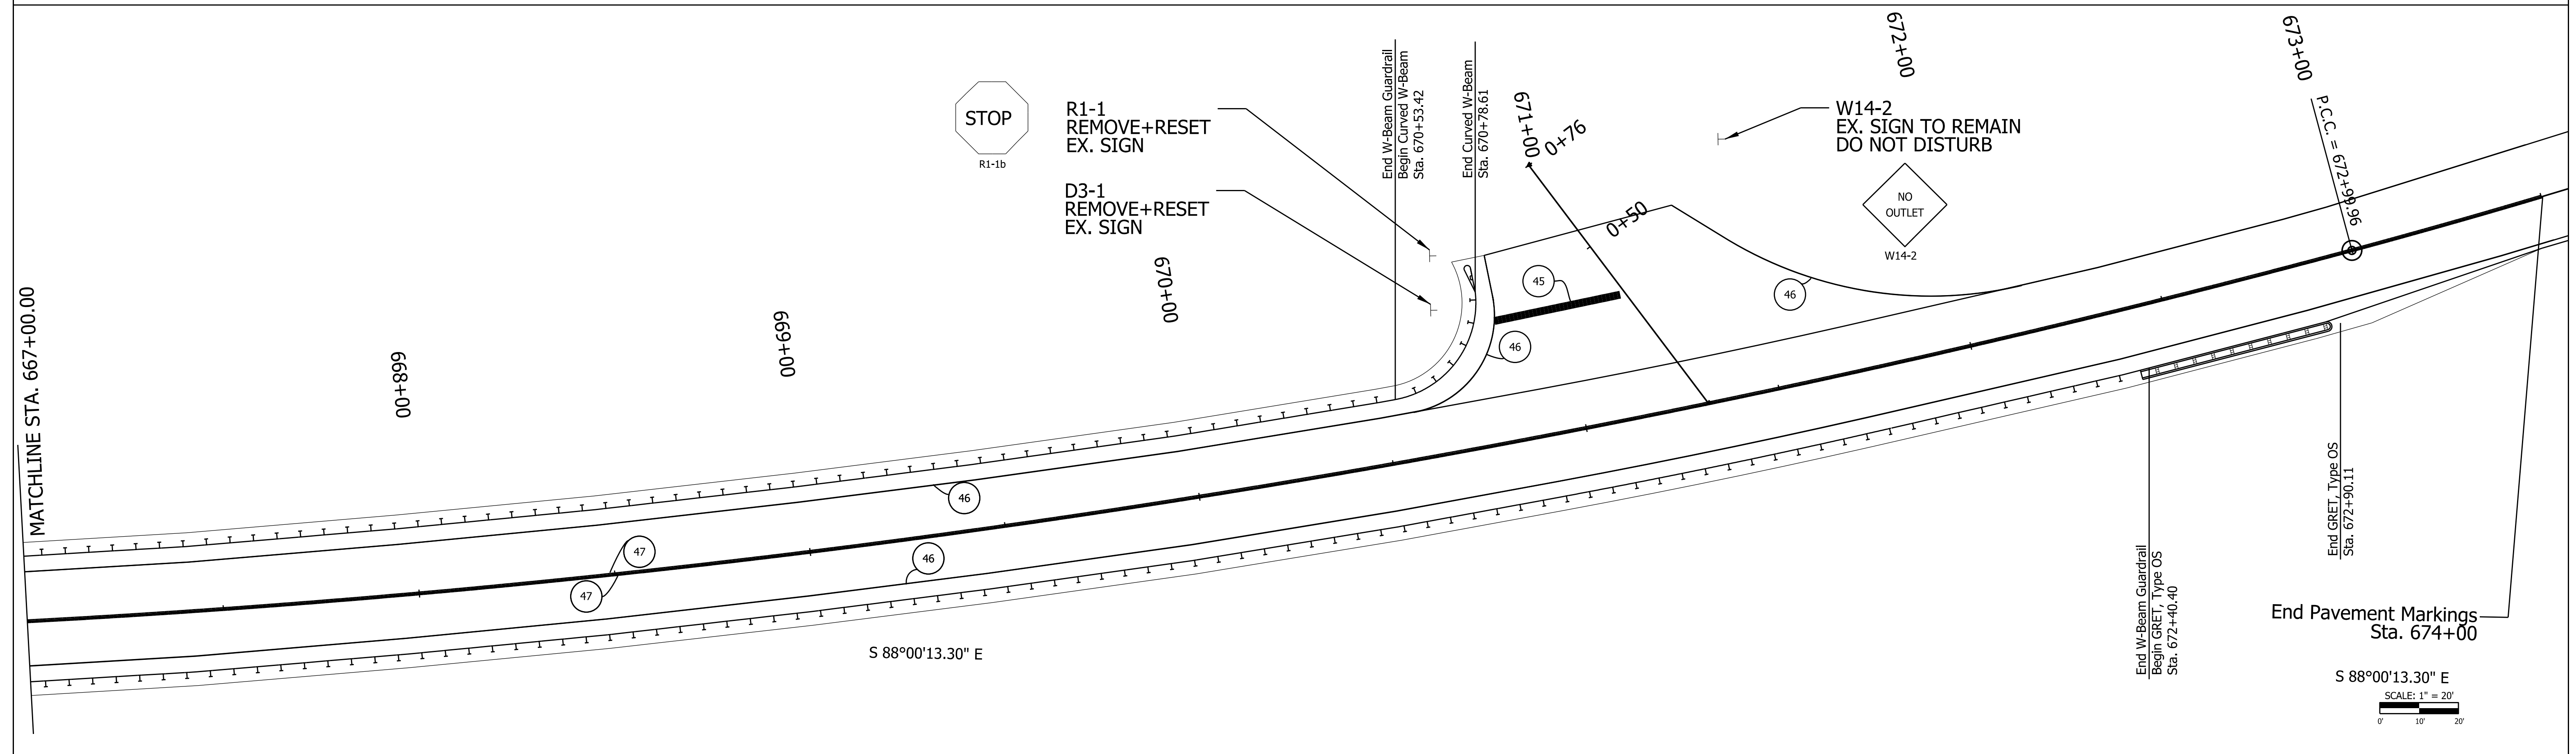 MATCHLINE STA. 667+00.00
668+00
669+00
670+00
STOP
R1-1b
R1-1
REMOVE+RESET
EX. SIGN
D3-1
REMOVE+RESET
EX. SIGN
End W-Beam Guardrail
Begin Curved W-Beam
Sta. 670+53.42
End Curved W-Beam
Sta. 670+78.61
671+00
0+76
0+50
W14-2
EX. SIGN TO REMAIN
DO NOT DISTURB
NO
OUTLET
W14-2
672+00
673+00
P.C.C. = 672+99.96
45
46
46
46
47
47
46
S 88°00'13.30" E
End W-Beam Guardrail
Begin GRET, Type OS
Sta. 672+40.40
End GRET, Type OS
Sta. 672+90.11
End Pavement Markings
Sta. 674+00
S 88°00'13.30" E
SCALE: 1" = 20'
0' 10' 20'